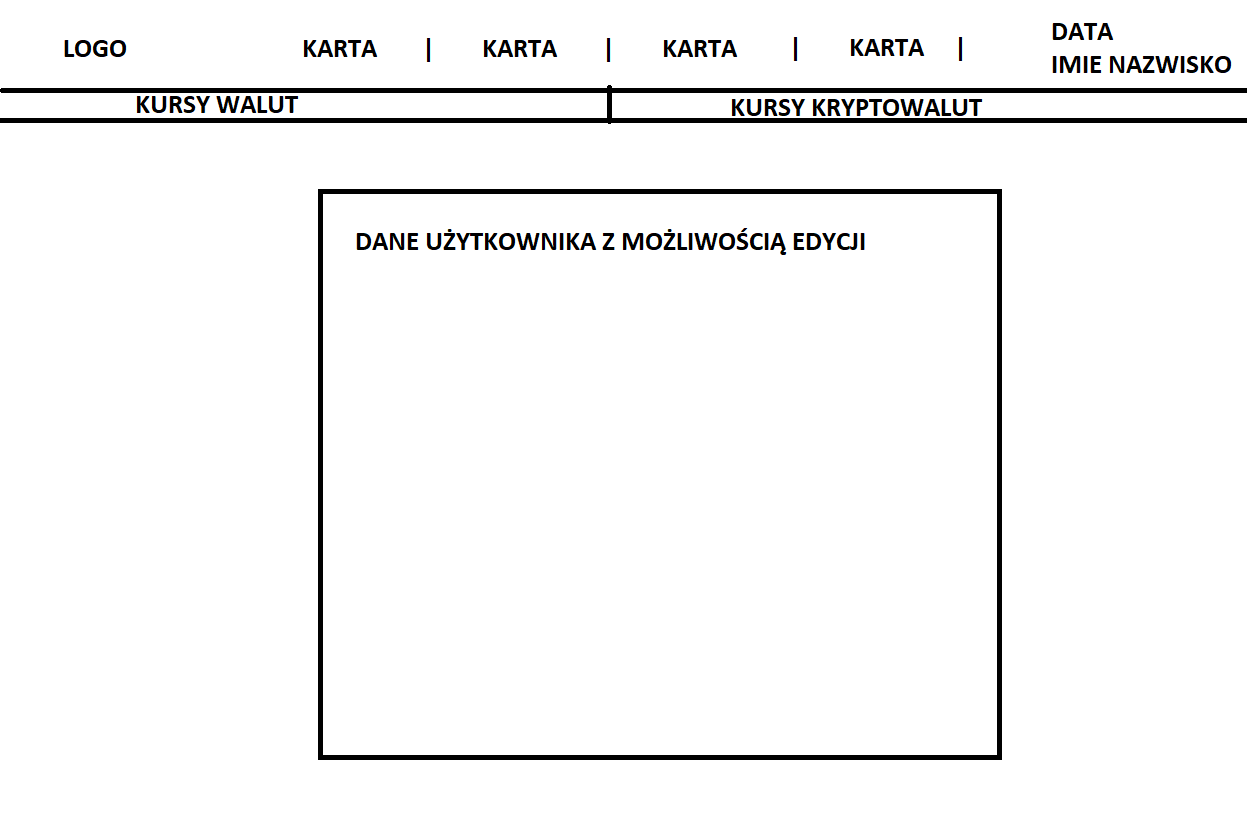 LOGO KARTA | KARTA | KARTA | KARTA | DATA
IMIE NAZWISKO
KURSY WALUT KURSY KRYPTOWALUT
DANE UŻYTKOWNIKA Z MOŻLIWOŚCIĄ EDYCJI